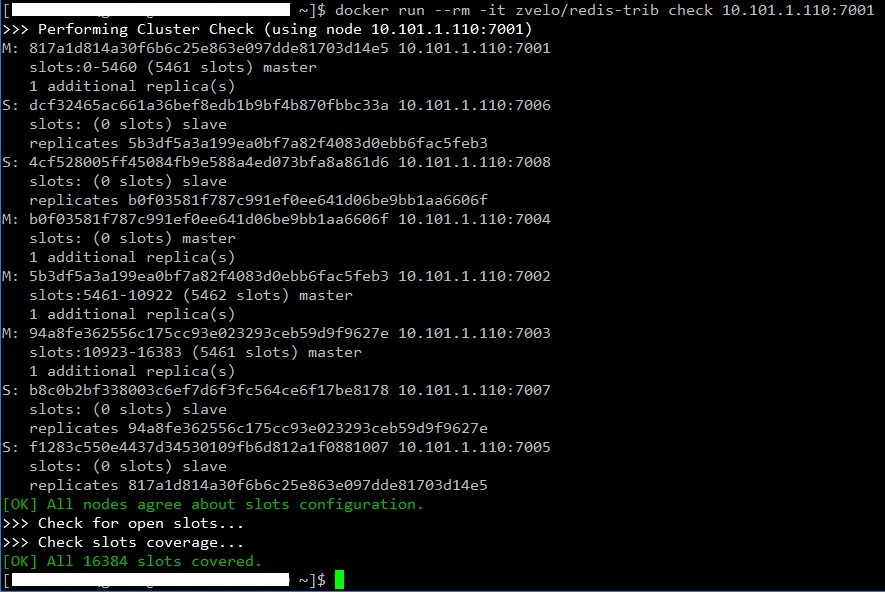 [ ~]$ docker run --rm -it zvelo/redis-trib check 10.101.1.110:7001
>>> Performing Cluster Check (using node 10.101.1.110:7001)
M: 817a1d814a30f6b6c25e863e097dde81703d14e5 10.101.1.110:7001
   slots:0-5460 (5461 slots) master
   1 additional replica(s)
S: dcf32465ac661a36bef8edb1b9bf4b870fbbc33a 10.101.1.110:7006
   slots: (0 slots) slave
   replicates 5b3df5a3a199ea0bf7a82f4083d0ebb6fac5feb3
S: 4cf528005ff45084fb9e588a4ed073bfa8a861d6 10.101.1.110:7008
   slots: (0 slots) slave
   replicates b0f03581f787c991ef0ee641d06be9bb1aa6606f
M: b0f03581f787c991ef0ee641d06be9bb1aa6606f 10.101.1.110:7004
   slots: (0 slots) master
   1 additional replica(s)
M: 5b3df5a3a199ea0bf7a82f4083d0ebb6fac5feb3 10.101.1.110:7002
   slots:5461-10922 (5462 slots) master
   1 additional replica(s)
M: 94a8fe362556c175cc93e023293ceb59d9f9627e 10.101.1.110:7003
   slots:10923-16383 (5461 slots) master
   1 additional replica(s)
S: b8c0b2bf338003c6ef7d6f3fc564ce6f17be8178 10.101.1.110:7007
   slots: (0 slots) slave
   replicates 94a8fe362556c175cc93e023293ceb59d9f9627e
S: f1283c550e4437d34530109fb6d812a1f0881007 10.101.1.110:7005
   slots: (0 slots) slave
   replicates 817a1d814a30f6b6c25e863e097dde81703d14e5
[OK] All nodes agree about slots configuration.
>>> Check for open slots...
>>> Check slots coverage...
[OK] All 16384 slots covered.
[ ~]$